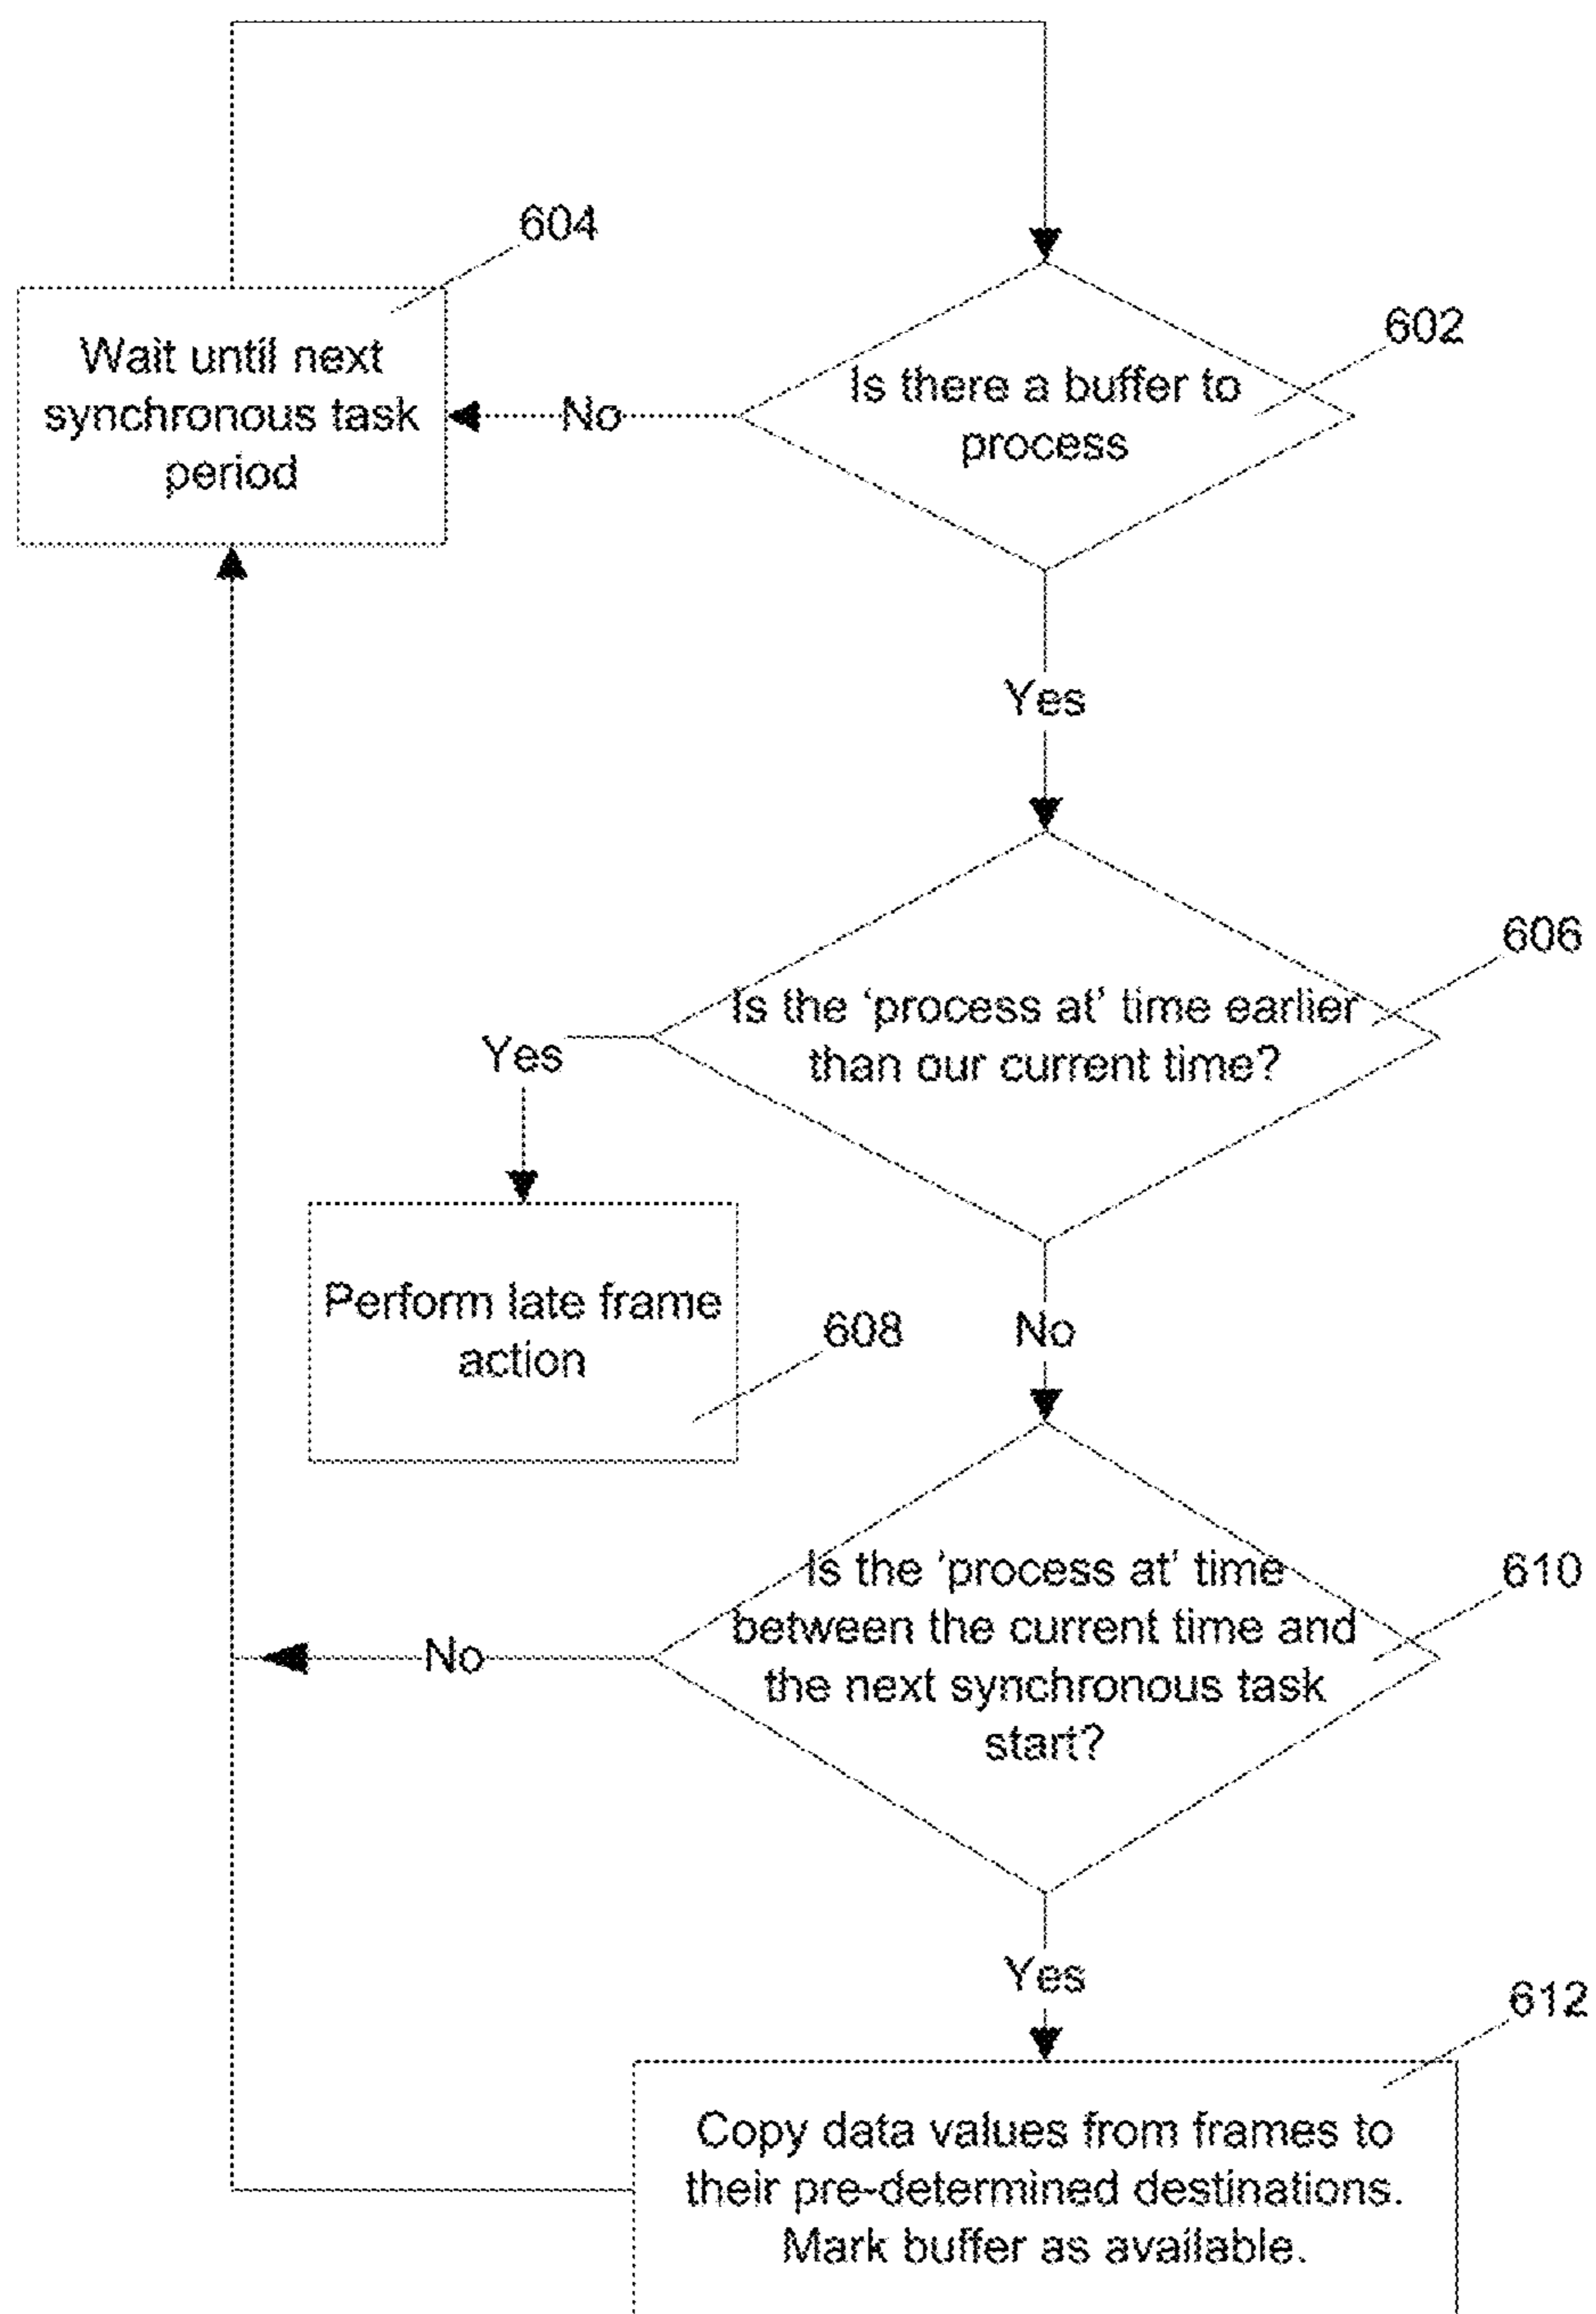 604
Wait until next
synchronous task
period
602
Is there a buffer to
process
No
Yes
606
Is the ‘process at’ time earlier
than our current time?
Yes
Perform late frame
action
608
No
610
Is the ‘process at’ time
between the current time and
the next synchronous task
start?
No
Yes
612
Copy data values from frames to
their pre-determined destinations.
Mark buffer as available.